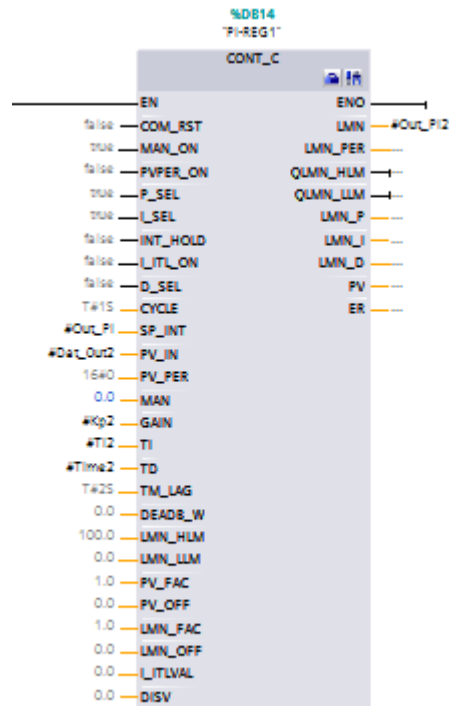 %DB14
"PI-REG1"
CONT_C
EN ENO
false COM_RST LMN #Out_PI2
true MAN_ON LMN_PER ...
false PVPER_ON QLMN_HLM ...
true P_SEL QLMN_LLM ...
true I_SEL LMN_P ...
false INT_HOLD LMN_I ...
false I_ITL_ON LMN_D ...
false D_SEL PV ...
T#1S CYCLE ER ...
#Out_PI SP_INT
#Dat_Out2 PV_IN
16#0 PV_PER
0.0 MAN
#Kp2 GAIN
#TI2 TI
#Time2 TD
T#2S TM_LAG
0.0 DEADB_W
100.0 LMN_HLM
0.0 LMN_LLM
1.0 PV_FAC
0.0 PV_OFF
1.0 LMN_FAC
0.0 LMN_OFF
0.0 I_ITLVAL
0.0 DISV